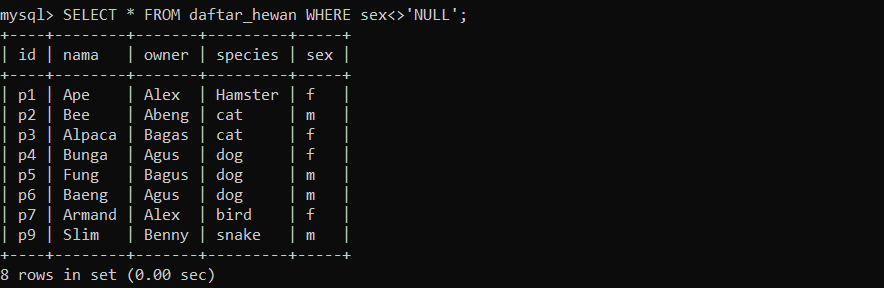 mysql> SELECT * FROM daftar_hewan WHERE sex<>'NULL';
+----+--------+-------+---------+-----+
| id | nama   | owner | species | sex |
+----+--------+-------+---------+-----+
| p1 | Ape    | Alex  | Hamster | f   |
| p2 | Bee    | Abeng | cat     | m   |
| p3 | Alpaca | Bagas | cat     | f   |
| p4 | Bunga  | Agus  | dog     | f   |
| p5 | Fung   | Bagus | dog     | m   |
| p6 | Baeng  | Agus  | dog     | m   |
| p7 | Armand | Alex  | bird    | f   |
| p9 | Slim   | Benny | snake   | m   |
+----+--------+-------+---------+-----+
8 rows in set (0.00 sec)